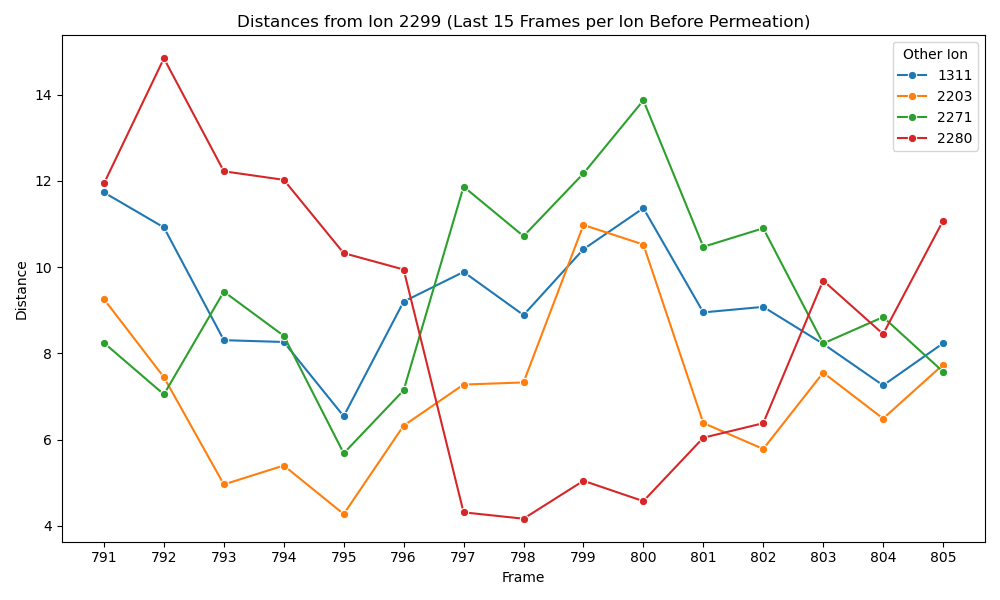 Distances from Ion 2299 (Last 15 Frames per Ion Before Permeation)
Other Ion
1311
2203
2271
2280
Distance
14
12
10
8
6
4
791 792 793 794 795 796 797 798 799 800 801 802 803 804 805
Frame